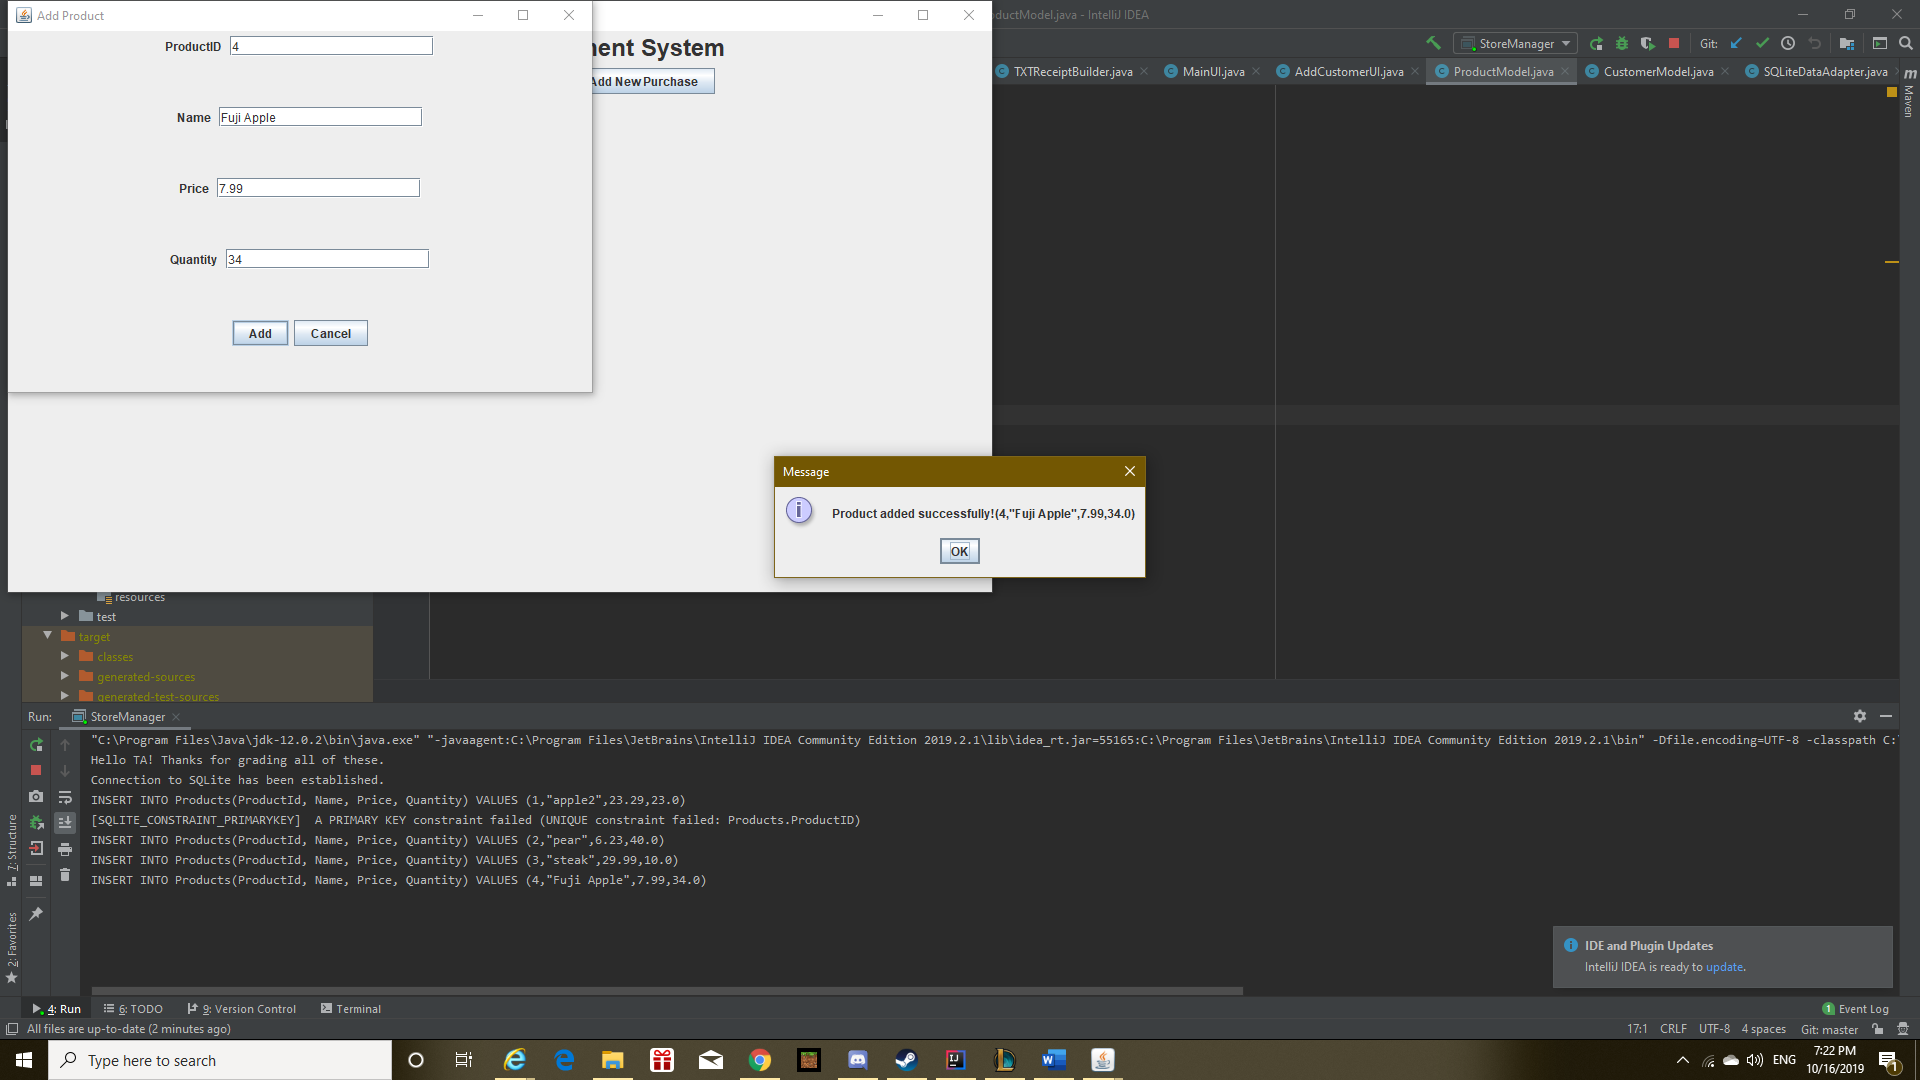 Add Product
ProductModel.java - IntelliJ IDEA
ProductID 4
ment System
StoreManager
Git:
Add New Purchase
TXTReceiptBuilder.java
MainUI.java
AddCustomerUI.java
ProductModel.java
CustomerModel.java
SQLiteDataAdapter.java
m
Maven
Name Fuji Apple
Price 7.99
Quantity 34
Add Cancel
Message
Product added successfully!(4,"Fuji Apple",7.99,34.0)
OK
resources
test
target
classes
generated-sources
generated-test-sources
Run: StoreManager
"C:\Program Files\Java\jdk-12.0.2\bin\java.exe" "-javaagent:C:\Program Files\JetBrains\IntelliJ IDEA Community Edition 2019.2.1\lib\idea_rt.jar=55165:C:\Program Files\JetBrains\IntelliJ IDEA Community Edition 2019.2.1\bin" -Dfile.encoding=UTF-8 -classpath C:
Hello TA! Thanks for grading all of these.
Connection to SQLite has been established.
INSERT INTO Products(ProductId, Name, Price, Quantity) VALUES (1,"apple2",23.29,23.0)
[SQLITE_CONSTRAINT_PRIMARYKEY]  A PRIMARY KEY constraint failed (UNIQUE constraint failed: Products.ProductID)
INSERT INTO Products(ProductId, Name, Price, Quantity) VALUES (2,"pear",6.23,40.0)
INSERT INTO Products(ProductId, Name, Price, Quantity) VALUES (3,"steak",29.99,10.0)
INSERT INTO Products(ProductId, Name, Price, Quantity) VALUES (4,"Fuji Apple",7.99,34.0)
7: Structure
2: Favorites
IDE and Plugin Updates
IntelliJ IDEA is ready to update.
4: Run
6: TODO
9: Version Control
Terminal
1 Event Log
All files are up-to-date (2 minutes ago)
17:1 CRLF UTF-8 4 spaces Git: master
Type here to search
ENG
7:22 PM
10/16/2019
1